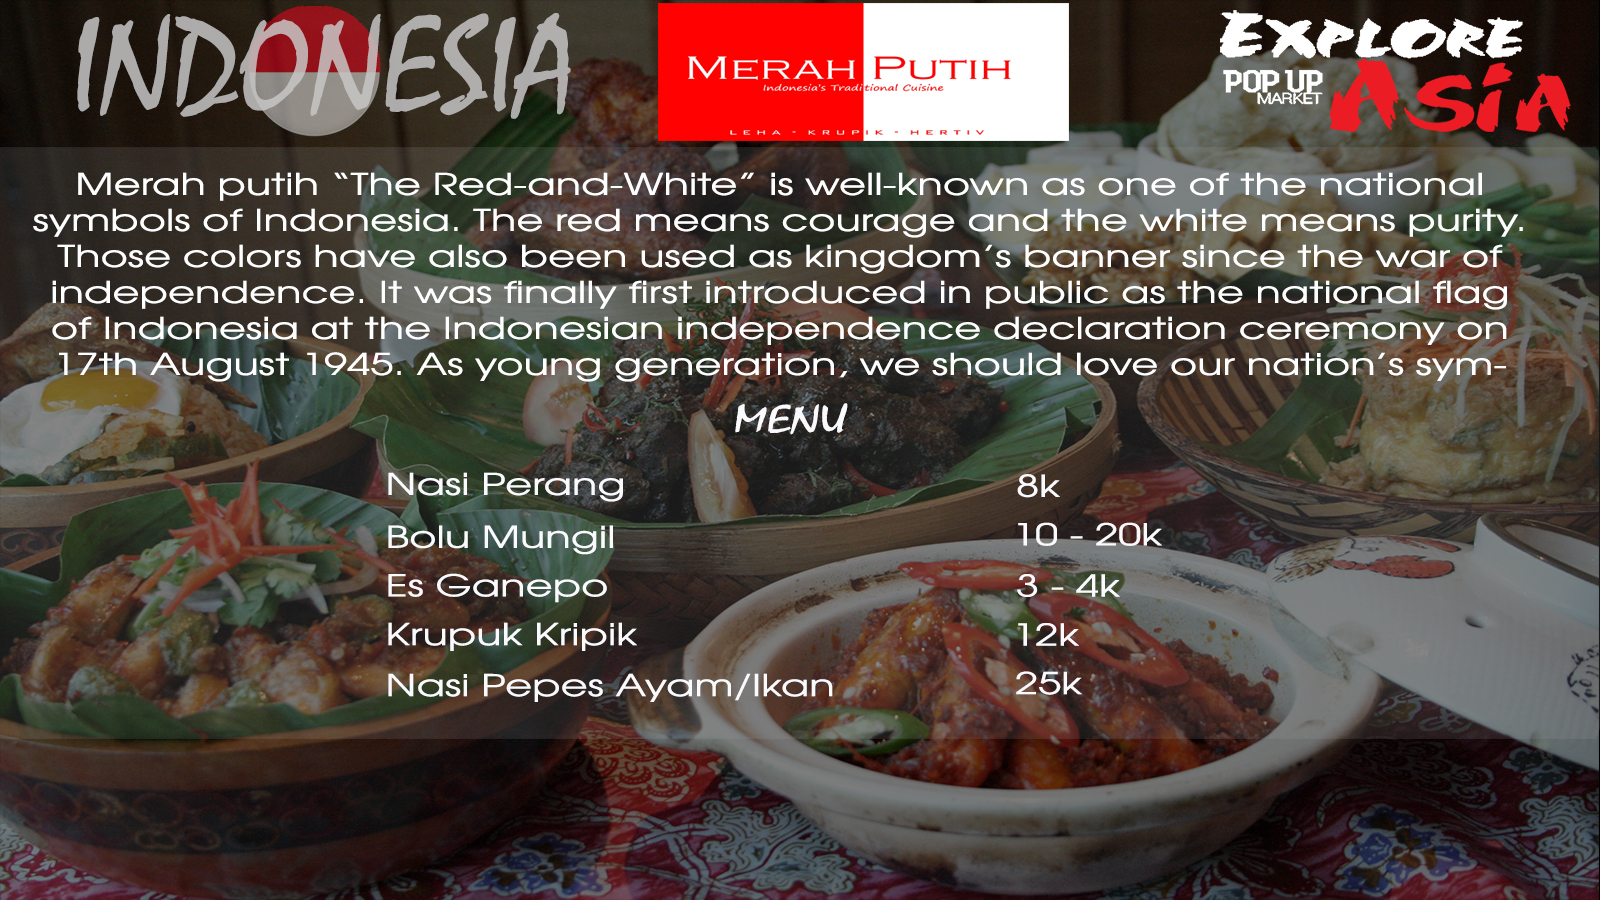 INDONESIA
MERAH PUTIH
Indonesia's Traditional Cuisine
LEHA - KRUPIK - HERTIV
EXPLORE
POP UP
MARKET
ASiA
Merah putih “The Red-and-White” is well-known as one of the national
symbols of Indonesia. The red means courage and the white means purity.
Those colors have also been used as kingdom’s banner since the war of
independence. It was finally first introduced in public as the national flag
of Indonesia at the Indonesian independence declaration ceremony on
17th August 1945. As young generation, we should love our nation’s sym-
MENU
Nasi Perang 8k
Bolu Mungil 10 - 20k
Es Ganepo 3 - 4k
Krupuk Kripik 12k
Nasi Pepes Ayam/Ikan 25k